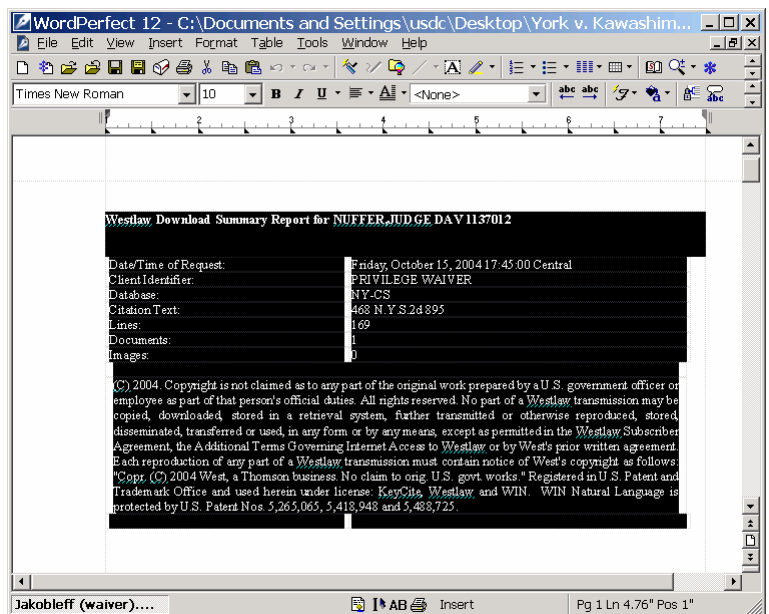 WordPerfect 12 - C:\Documents and Settings\usdc\Desktop\York v. Kawashim...
File Edit View Insert Format Table Tools Window Help
Times New Roman 10 B I U A <None> abc abc abc
2 3 4 5 6 7
Westlaw Download Summary Report for NUFFER,JUDGE DAV 1137012
Date/Time of Request: Friday, October 15, 2004 17:45:00 Central
Client Identifier: PRIVILEGE WAIVER
Database: NY-CS
Citation Text: 468 N.Y.S.2d 895
Lines: 169
Documents: 1
Images: 0
(C) 2004. Copyright is not claimed as to any part of the original work prepared by a U.S. government officer or
employee as part of that person's official duties. All rights reserved. No part of a Westlaw transmission may be
copied, downloaded, stored in a retrieval system, further transmitted or otherwise reproduced, stored,
disseminated, transferred or used, in any form or by any means, except as permitted in the Westlaw Subscriber
Agreement, the Additional Terms Governing Internet Access to Westlaw or by West's prior written agreement.
Each reproduction of any part of a Westlaw transmission must contain notice of West's copyright as follows:
"Copr. (C) 2004 West, a Thomson business. No claim to orig. U.S. govt. works." Registered in U.S. Patent and
Trademark Office and used herein under license: KeyCite, Westlaw and WIN. WIN Natural Language is
protected by U.S. Patent Nos. 5,265,065, 5,418,948 and 5,488,725.
Jakobleff (waiver).... AB Insert Pg 1 Ln 4.76" Pos 1"